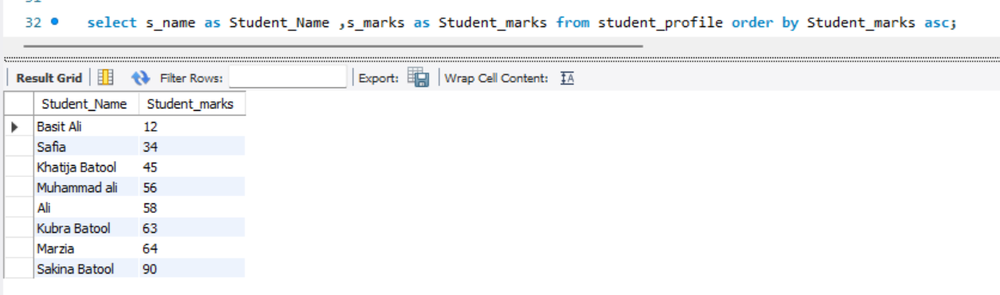 31
32 select s_name as Student_Name ,s_marks as Student_marks from student_profile order by Student_marks asc;
Result Grid Filter Rows: Export: Wrap Cell Content: IA
Student_Name Student_marks
Basit Ali 12
Safia 34
Khatija Batool 45
Muhammad ali 56
Ali 58
Kubra Batool 63
Marzia 64
Sakina Batool 90